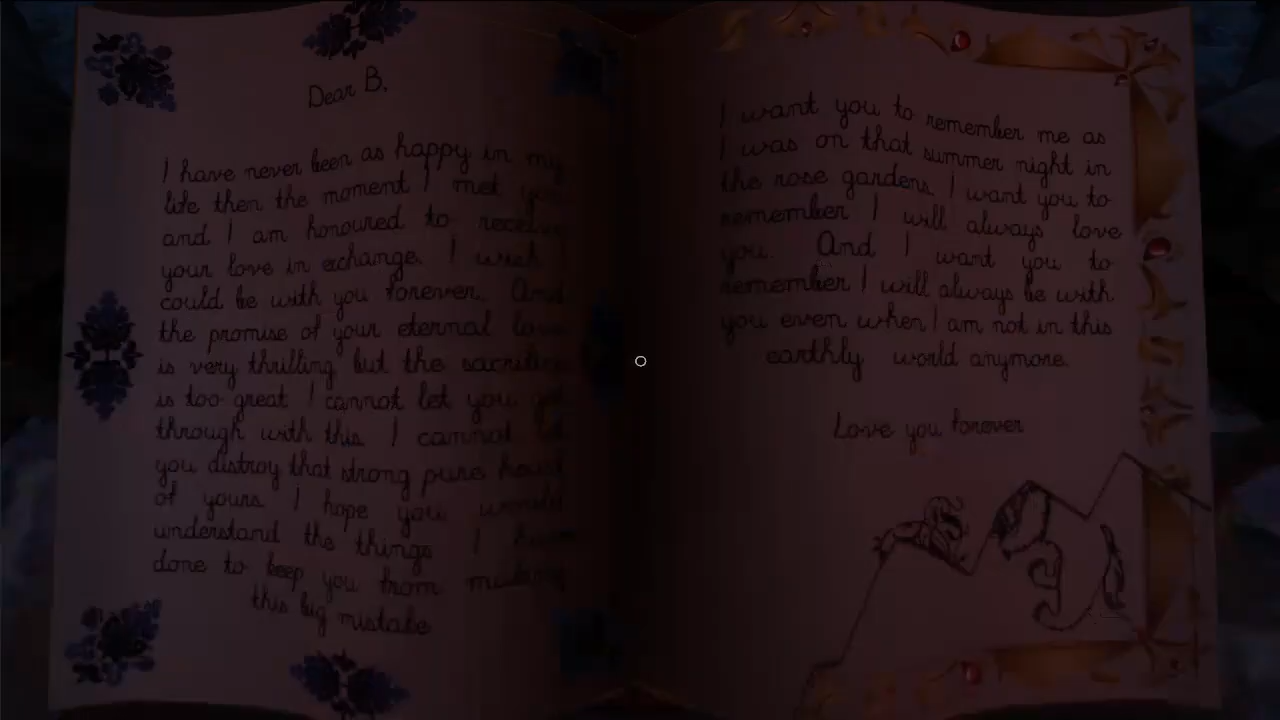 Dear B,
I have never been as happy in my
life then the moment I met you
and I am honoured to receive
your love in exchange. I wish I
could be with you forever. And
the promise of your eternal love
is very thrilling but the sacrifice
is too great I cannot let you go
through with this I cannot let
you distroy that strong pure heart
of yours. I hope you would
understand the things I have
done to keep you from making
this big mistake
I want you to remember me as
I was on that summer night in
the rose gardens. I want you to
remember I will always love
you. And I want you to
remember I will always be with
you even when I am not in this
earthly world anymore.
Love you forever